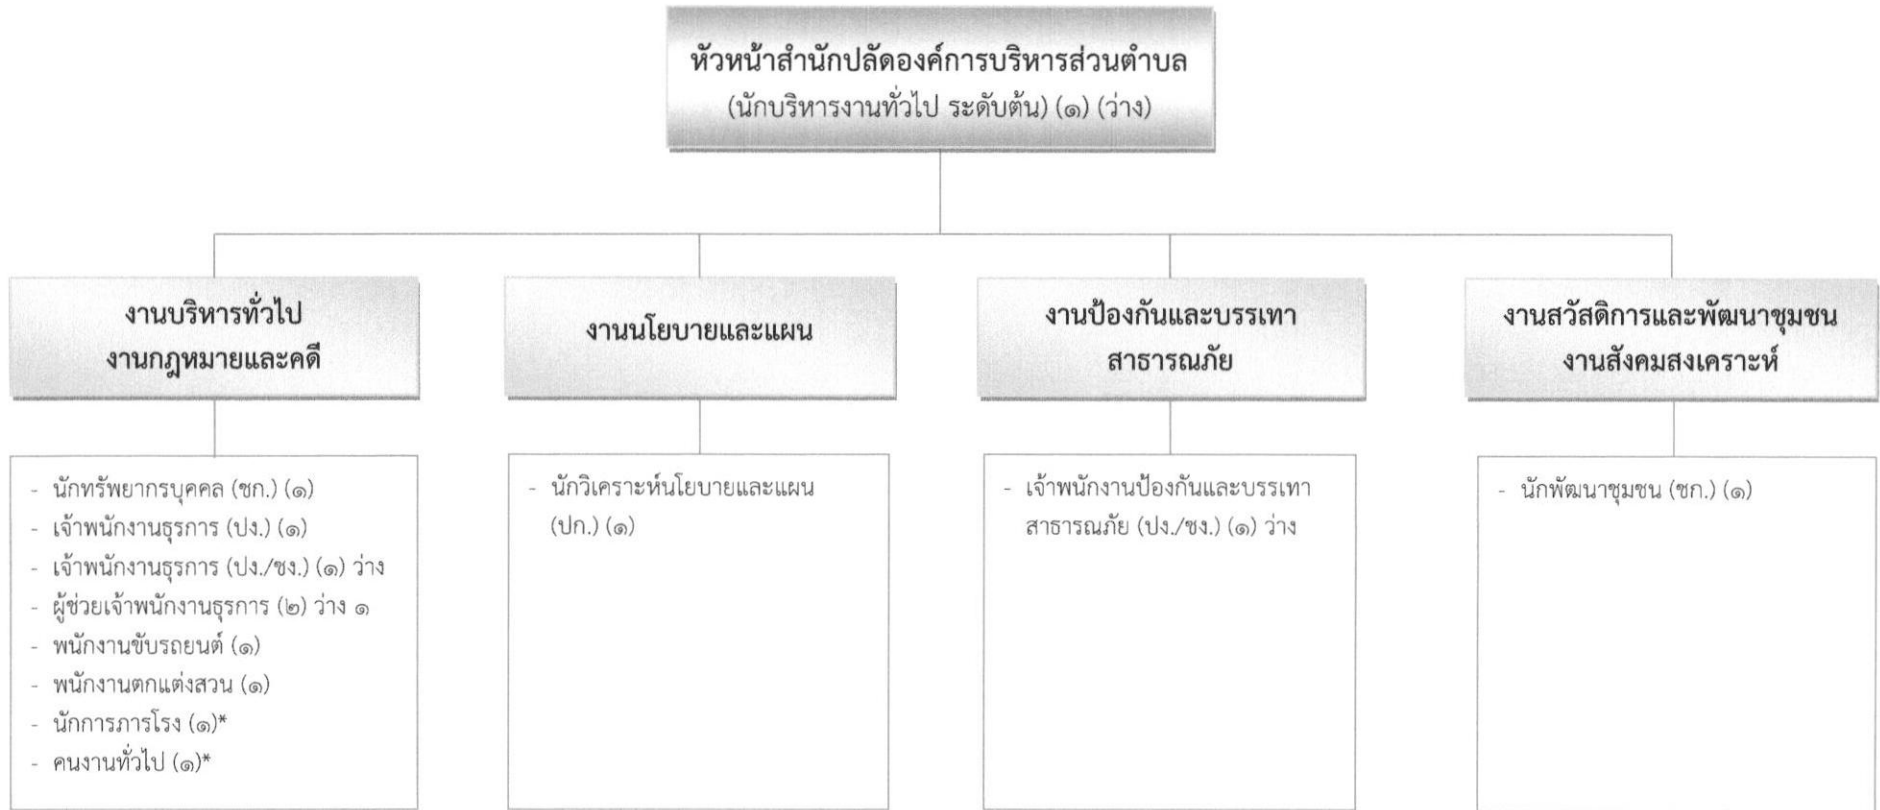 หัวหน้าสำนักปลัดองค์การบริหารส่วนตำบล
(นักบริหารงานทั่วไป ระดับต้น) (๑) (ว่าง)
งานบริหารทั่วไป
งานกฎหมายและคดี
- นักทรัพยากรบุคคล (ชก.) (๑)
- เจ้าพนักงานธุรการ (ปง.) (๑)
- เจ้าพนักงานธุรการ (ปง./ชง.) (๑) ว่าง
- ผู้ช่วยเจ้าพนักงานธุรการ (๒) ว่าง ๑
- พนักงานขับรถยนต์ (๑)
- พนักงานตกแต่งสวน (๑)
- นักการภารโรง (๑)*
- คนงานทั่วไป (๑)*
งานนโยบายและแผน
- นักวิเคราะห์นโยบายและแผน
(ปก.) (๑)
งานป้องกันและบรรเทา
สาธารณภัย
- เจ้าพนักงานป้องกันและบรรเทา
สาธารณภัย (ปง./ชง.) (๑) ว่าง
งานสวัสดิการและพัฒนาชุมชน
งานสังคมสงเคราะห์
- นักพัฒนาชุมชน (ชก.) (๑)